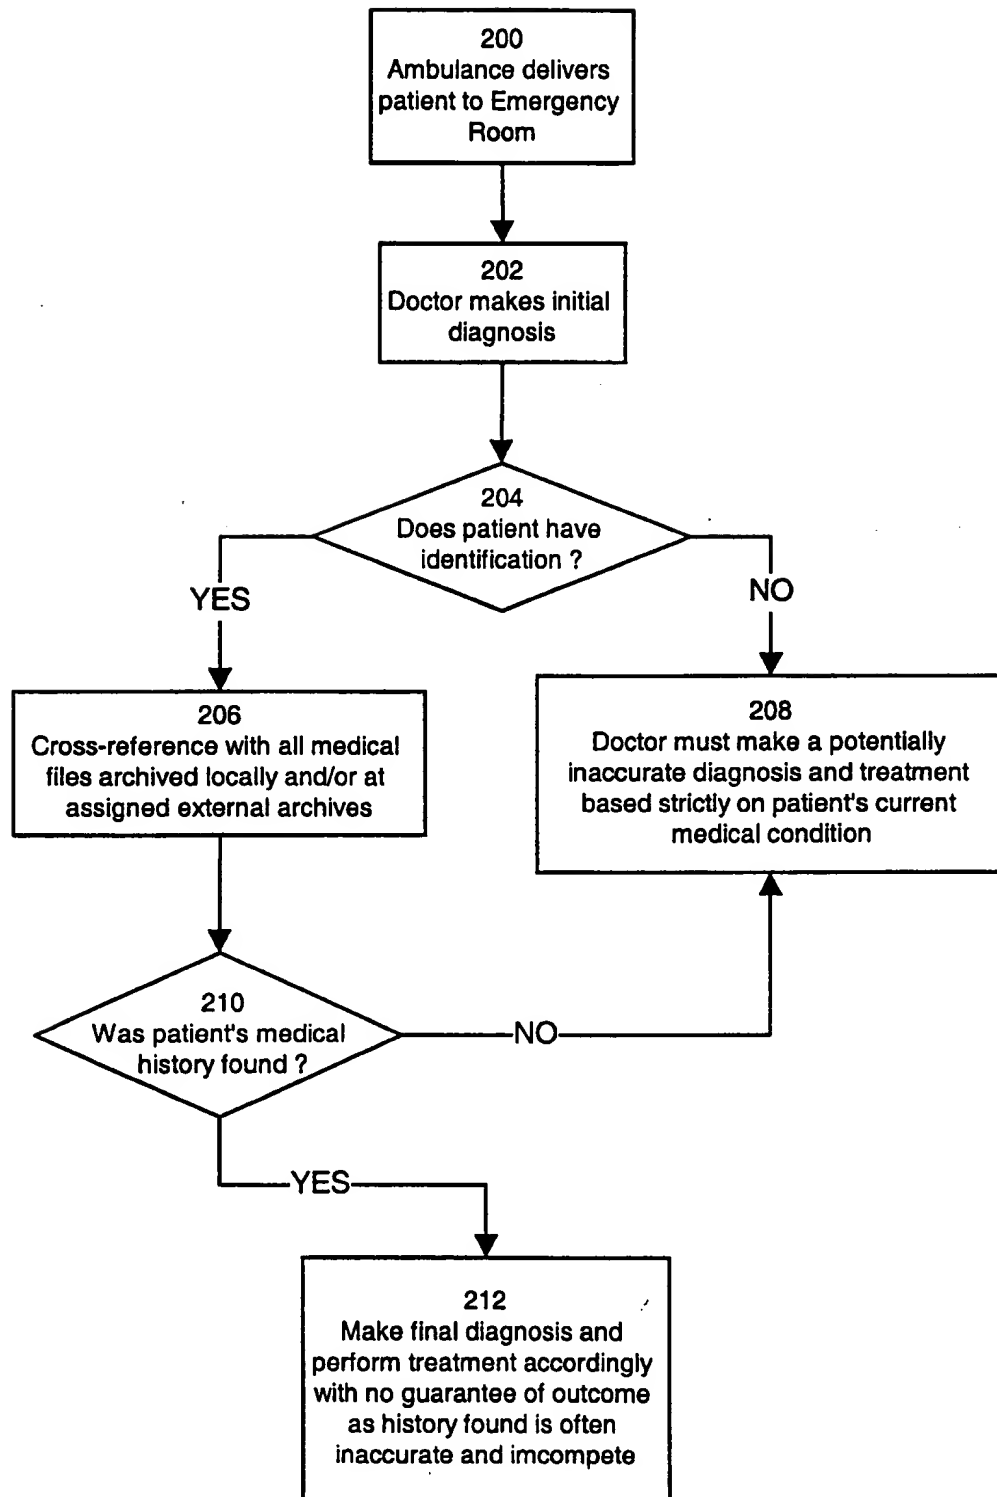 200
Ambulance delivers
patient to Emergency
Room
202
Doctor makes initial
diagnosis
204
Does patient have
identification ?
YES
NO
206
Cross-reference with all medical
files archived locally and/or at
assigned external archives
208
Doctor must make a potentially
inaccurate diagnosis and treatment
based strictly on patient's current
medical condition
210
Was patient's medical
history found ?
NO
YES
212
Make final diagnosis and
perform treatment accordingly
with no guarantee of outcome
as history found is often
inaccurate and imcompete